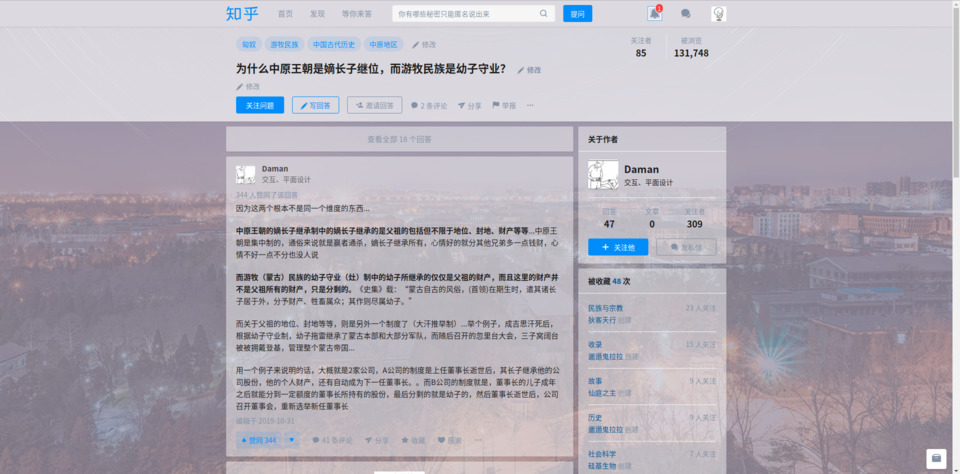 知乎 首页 发现 等你来答 你有哪些秘密只能匿名说出来 提问 1
匈奴 游牧民族 中国古代历史 中原地区 修改
关注者 被浏览
85 131,748
为什么中原王朝是嫡长子继位，而游牧民族是幼子守业？ 修改
修改
关注问题 写回答 邀请回答 2 条评论 分享 举报 ...
查看全部 18 个回答
Daman
交互、平面设计
344 人赞同了该回答
因为这两个根本不是同一个维度的东西...
中原王朝的嫡长子继承制中的嫡长子继承的是父祖的包括但不限于地位、封地、财产等等...中原王
朝是集中制的，通俗来说就是赢者通杀，嫡长子继承所有，心情好的就分其他兄弟多一点钱财，心
情不好一点不分也没人说
而游牧（蒙古）民族的幼子守业（灶）制中的幼子所继承的仅仅是父祖的财产，而且这里的财产并
不是父祖所有的财产，只是分剩的。《史集》载：“蒙古自古的风俗，(首领)在期生时，遣其诸长
子居于外，分予财产、牲畜属众；其作则尽属幼子。”
而关于父祖的地位、封地等等，则是另外一个制度了（大汗推举制）...举个例子，成吉思汗死后，
根据幼子守业制，幼子拖雷继承了蒙古本部和大部分军队，而随后召开的忽里台大会，三子窝阔台
被被拥戴登基，管理整个蒙古帝国...
用一个例子来说明的话，大概就是2家公司，A公司的制度是上任董事长逝世后，其长子继承他的公
司股份，他的个人财产，还有自动成为下一任董事长。。而B公司的制度就是，董事长的儿子成年
之后就能分到一定额度的董事长所持有的股份，最后分剩的就是幼子的，然后董事长逝世后，公司
召开董事会，重新选举新任董事长
编辑于 2019-10-31
赞同 344 41 条评论 分享 收藏 感谢 ...
关于作者
Daman
交互、平面设计
回答 文章 关注者
47 0 309
关注他 发私信
被收藏 48 次
民族与宗教 23 人关注
狄客天行 创建
收录 15 人关注
邋遢鬼拉拉 创建
故事 9 人关注
仙庭之主 创建
历史 9 人关注
邋遢鬼拉拉 创建
社会科学 7 人关注
硅基生物 创建